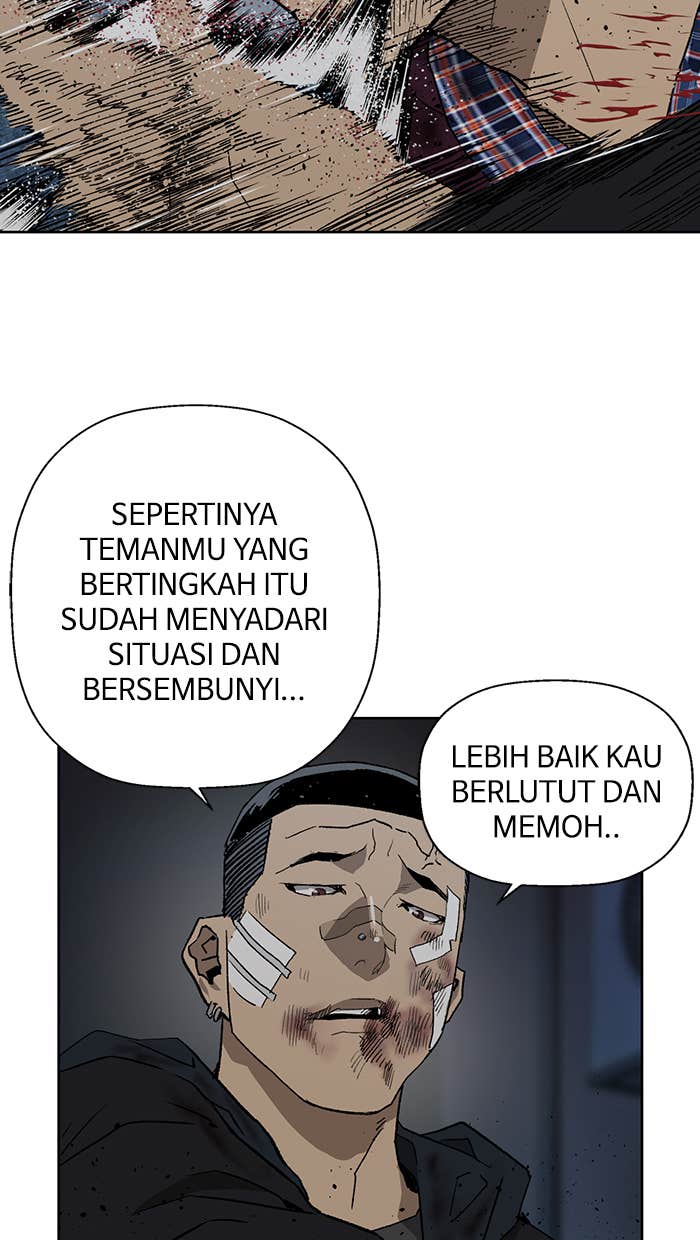 SEPERTINYA
TEMANMU YANG
BERTINGKAH ITU
SUDAH MENYADARI
SITUASI DAN
BERSEMBUNYI...
LEBIH BAIK KAU
BERLUTUT DAN
MEMOH..